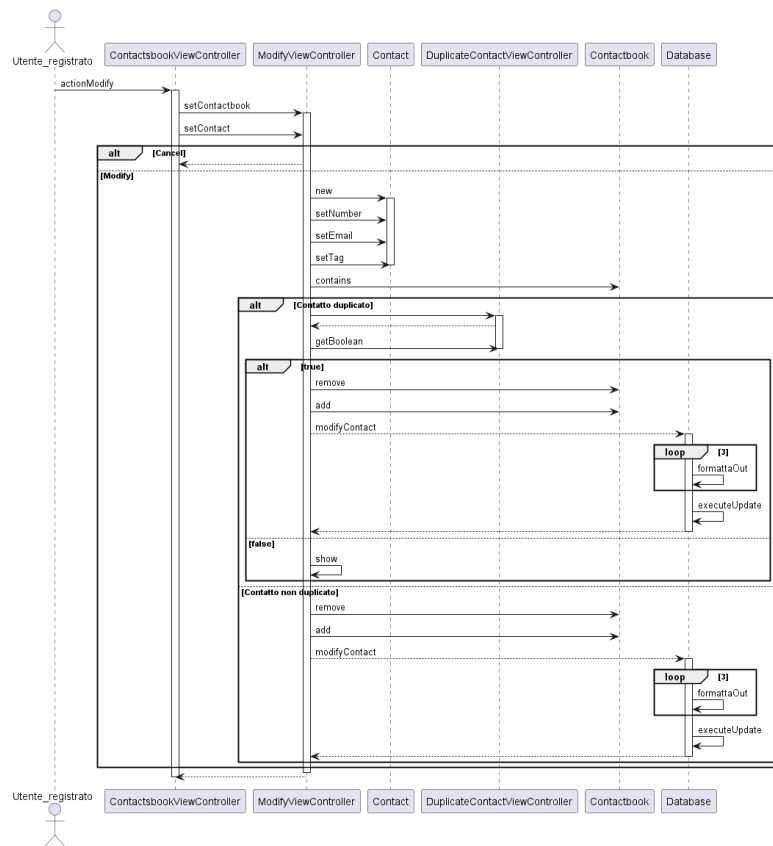 Utente_registrato
ContactsbookViewController
ModifyViewController
Contact
DuplicateContactViewController
Contactbook
Database
actionModify
setContactbook
setContact
alt [Cancel]
[Modify]
new
setNumber
setEmail
setTag
contains
alt [Contatto duplicato]
getBoolean
alt [true]
remove
add
modifyContact
loop [3]
formattaOut
executeUpdate
[false]
show
[Contatto non duplicato]
remove
add
modifyContact
loop [3]
formattaOut
executeUpdate
Utente_registrato
ContactsbookViewController
ModifyViewController
Contact
DuplicateContactViewController
Contactbook
Database